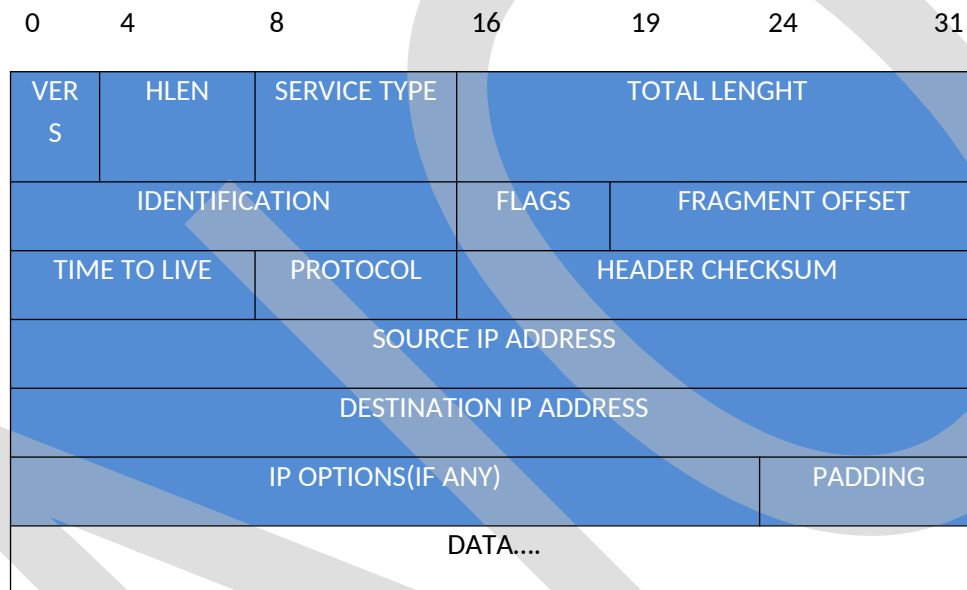 0 4 8 16 19 24 31
VER HLEN SERVICE TYPE TOTAL LENGHT
S
IDENTIFICATION FLAGS FRAGMENT OFFSET
TIME TO LIVE PROTOCOL HEADER CHECKSUM
SOURCE IP ADDRESS
DESTINATION IP ADDRESS
IP OPTIONS(IF ANY) PADDING
DATA....